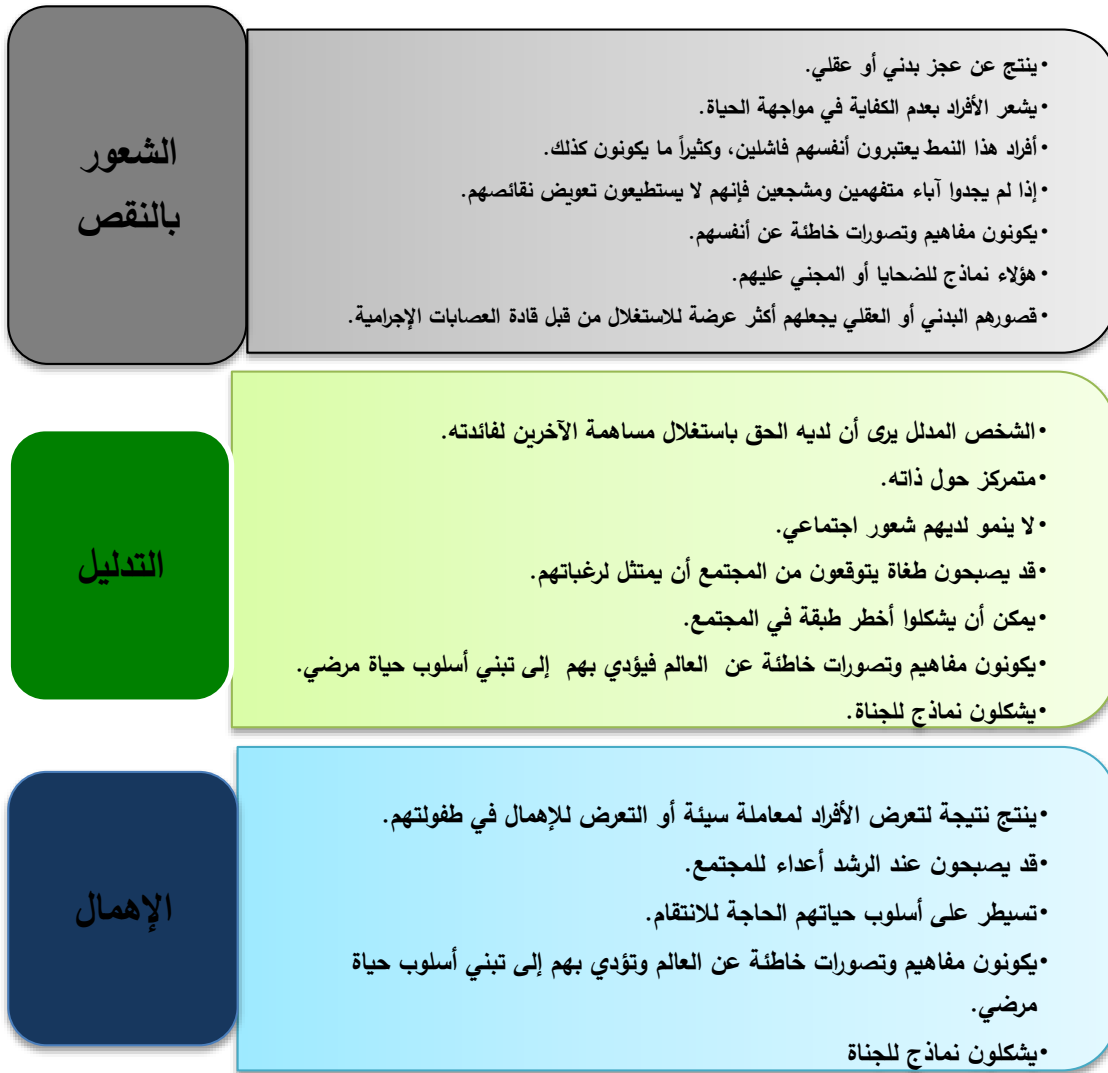 الشعور
بالنقص
•ينتج عن عجز بدني أو عقلي.
•يشعر الأفراد بعدم الكفاية في مواجهة الحياة.
•أفراد هذا النمط يعتبرون أنفسهم فاشلين، وكثيراً ما يكونون كذلك.
•إذا لم يجدوا آباء متفهمين ومشجعين فإنهم لا يستطيعون تعويض نقائصهم.
•يكونون مفاهيم وتصورات خاطئة عن أنفسهم.
•هؤلاء نماذج للضحايا أو المجني عليهم.
•قصورهم البدني أو العقلي يجعلهم أكثر عرضة للاستغلال من قبل قادة العصابات الإجرامية.
التدليل
•الشخص المدلل يرى أن لديه الحق باستغلال مساهمة الآخرين لفائدته.
•متمركز حول ذاته.
•لا ينمو لديهم شعور اجتماعي.
•قد يصبحون طغاة يتوقعون من المجتمع أن يمتثل لرغباتهم.
•يمكن أن يشكلوا أخطر طبقة في المجتمع.
•يكونون مفاهيم وتصورات خاطئة عن العالم فيؤدي بهم إلى تبني أسلوب حياة مرضي.
•يشكلون نماذج للجناة.
الإهمال
•ينتج نتيجة لتعرض الأفراد لمعاملة سيئة أو التعرض للإهمال في طفولتهم.
•قد يصبحون عند الرشد أعداء للمجتمع.
•تسيطر على أسلوب حياتهم الحاجة للانتقام.
•يكونون مفاهيم وتصورات خاطئة عن العالم وتؤدي بهم إلى تبني أسلوب حياة
مرضي.
•يشكلون نماذج للجناة